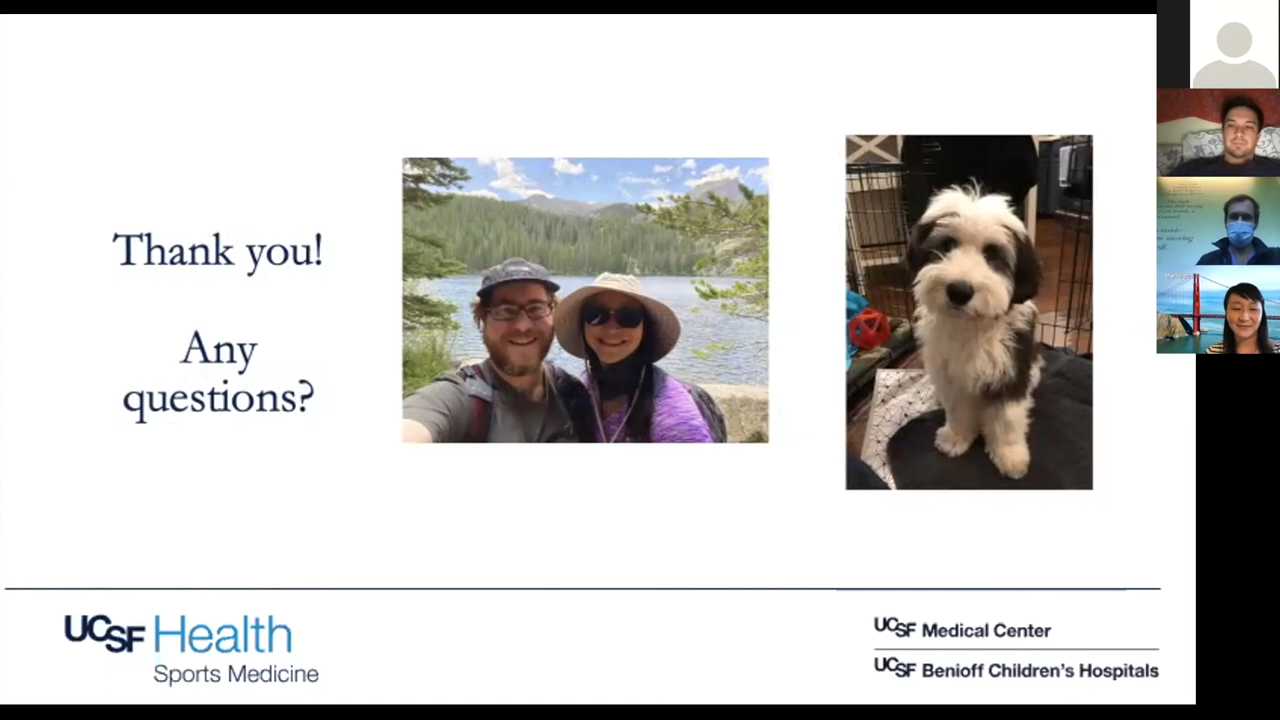 Thank you!
Any
questions?
UCSF Health
Sports Medicine
UCSF Medical Center
UCSF Benioff Children's Hospitals